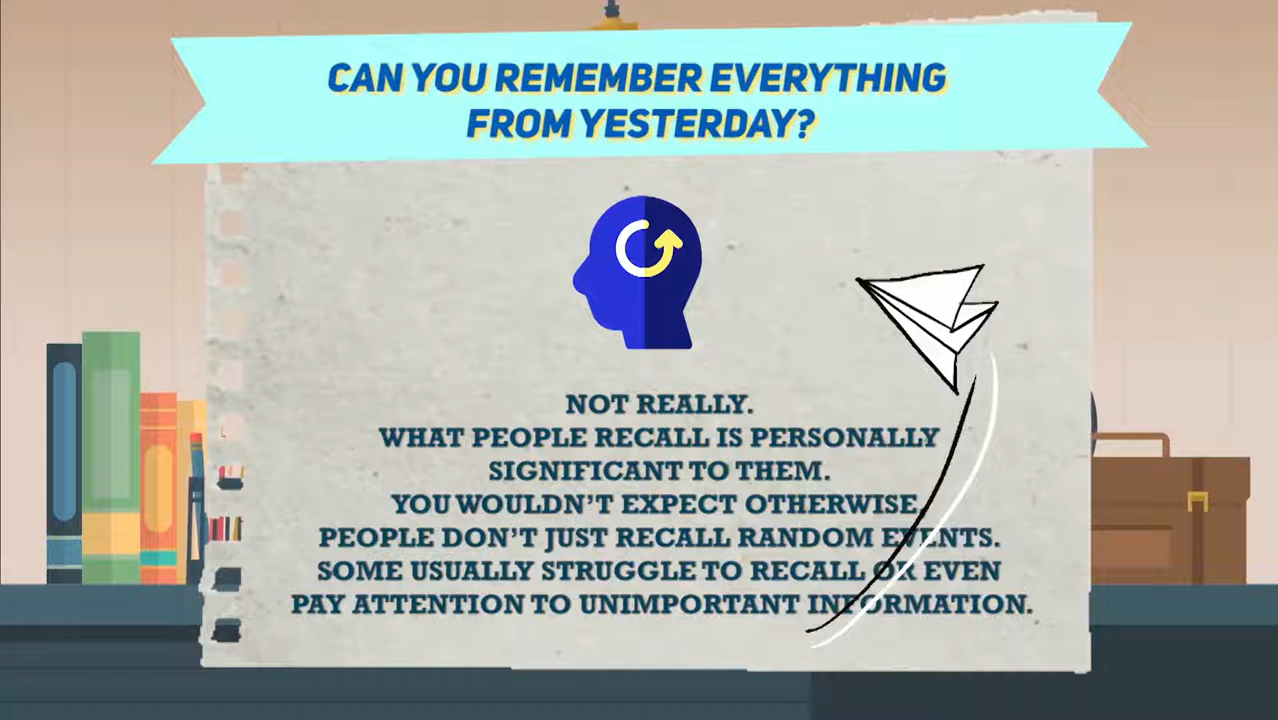 CAN YOU REMEMBER EVERYTHING
FROM YESTERDAY?
NOT REALLY.
WHAT PEOPLE RECALL IS PERSONALLY
SIGNIFICANT TO THEM.
YOU WOULDN'T EXPECT OTHERWISE
PEOPLE DON'T JUST RECALL RANDOM EVENTS.
SOME USUALLY STRUGGLE TO RECALL OR EVEN
PAY ATTENTION TO UNIMPORTANT INFORMATION.